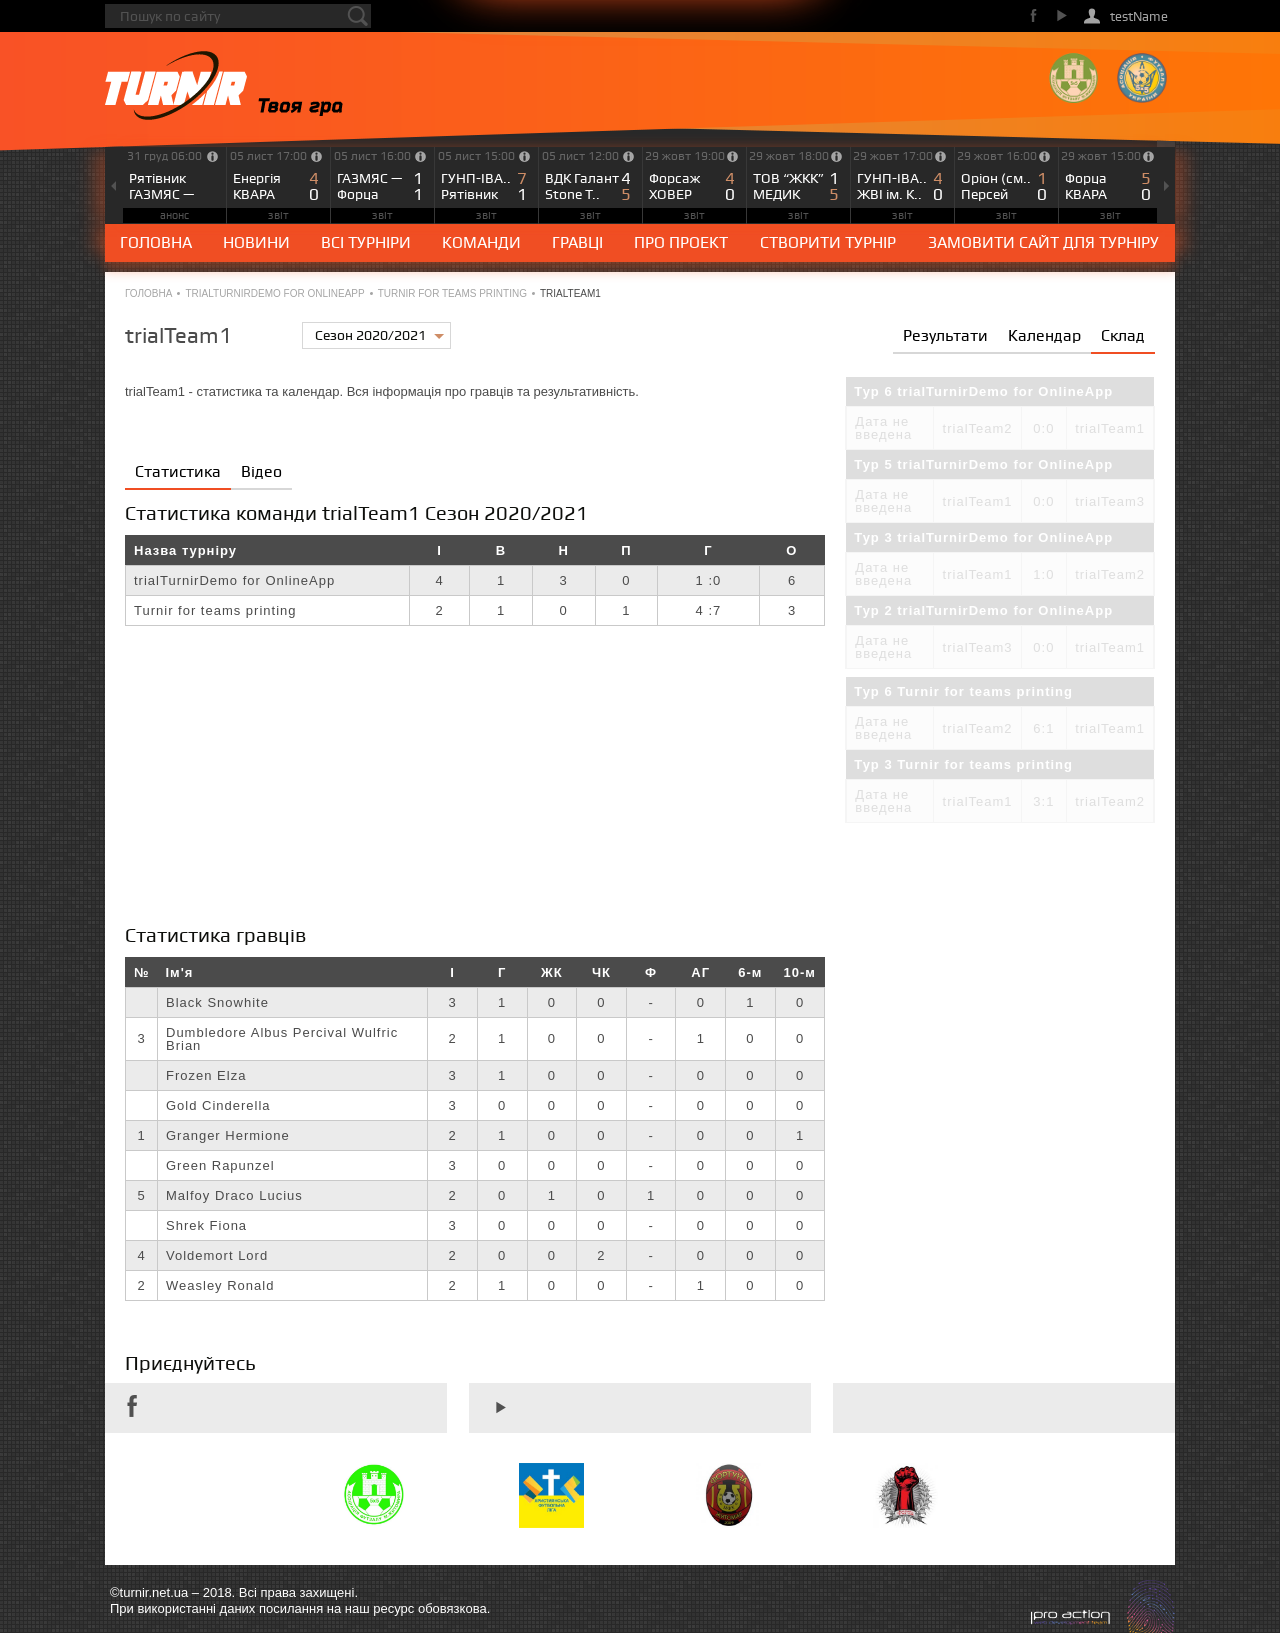 Пошук по сайту
testName
TURNIR
Твоя гра
31 груд 06:00
Рятівник
ГАЗМЯС —
анонс
05 лист 17:00
Енергія 4
КВАРА 0
звіт
05 лист 16:00
ГАЗМЯС — 1
Форца 1
звіт
05 лист 15:00
ГУНП-ІВА.. 7
Рятівник 1
звіт
05 лист 12:00
ВДК Галант 4
Stone T.. 5
звіт
29 жовт 19:00
Форсаж 4
ХОВЕР 0
звіт
29 жовт 18:00
ТОВ “ЖКК” 1
МЕДИК 5
звіт
29 жовт 17:00
ГУНП-ІВА.. 4
ЖВІ ім. К.. 0
звіт
29 жовт 16:00
Оріон (см.. 1
Персей 0
звіт
29 жовт 15:00
Форца 5
КВАРА 0
звіт
ГОЛОВНА НОВИНИ ВСІ ТУРНІРИ КОМАНДИ ГРАВЦІ ПРО ПРОЕКТ СТВОРИТИ ТУРНІР ЗАМОВИТИ САЙТ ДЛЯ ТУРНІРУ
ГОЛОВНА • TRIALTURNIRDEMO FOR ONLINEAPP • TURNIR FOR TEAMS PRINTING • TRIALTEAM1
trialTeam1
Сезон 2020/2021
Результати Календар Склад
trialTeam1 - статистика та календар. Вся інформація про гравців та результативність.
Статистика Відео
Статистика команди trialTeam1 Сезон 2020/2021
Назва турніру І В Н П Г О
trialTurnirDemo for OnlineApp 4 1 3 0 1 :0 6
Turnir for teams printing 2 1 0 1 4 :7 3
Тур 6 trialTurnirDemo for OnlineApp
Дата не введена trialTeam2 0:0 trialTeam1
Тур 5 trialTurnirDemo for OnlineApp
Дата не введена trialTeam1 0:0 trialTeam3
Тур 3 trialTurnirDemo for OnlineApp
Дата не введена trialTeam1 1:0 trialTeam2
Тур 2 trialTurnirDemo for OnlineApp
Дата не введена trialTeam3 0:0 trialTeam1
Тур 6 Turnir for teams printing
Дата не введена trialTeam2 6:1 trialTeam1
Тур 3 Turnir for teams printing
Дата не введена trialTeam1 3:1 trialTeam2
Статистика гравців
№ Ім'я І Г ЖК ЧК Ф АГ 6-м 10-м
Black Snowhite 3 1 0 0 - 0 1 0
3 Dumbledore Albus Percival Wulfric Brian 2 1 0 0 - 1 0 0
Frozen Elza 3 1 0 0 - 0 0 0
Gold Cinderella 3 0 0 0 - 0 0 0
1 Granger Hermione 2 1 0 0 - 0 0 1
Green Rapunzel 3 0 0 0 - 0 0 0
5 Malfoy Draco Lucius 2 0 1 0 1 0 0 0
Shrek Fiona 3 0 0 0 - 0 0 0
4 Voldemort Lord 2 0 0 2 - 0 0 0
2 Weasley Ronald 2 1 0 0 - 1 0 0
Приєднуйтесь
©turnir.net.ua – 2018. Всі права захищені.
При використанні даних посилання на наш ресурс обовязкова.
pro action